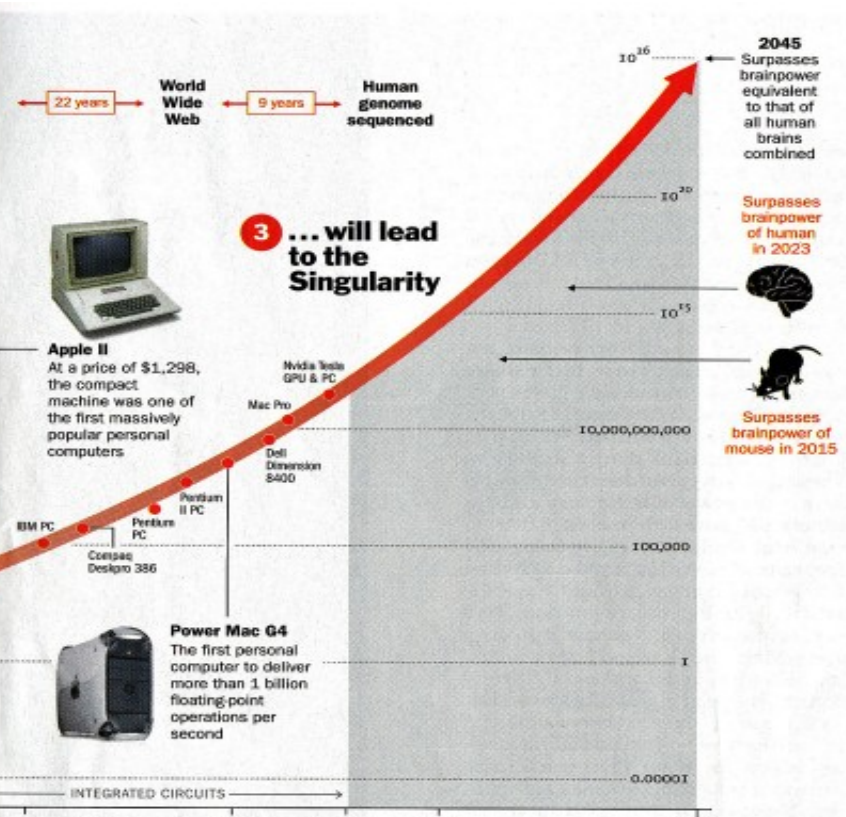 10²⁶
2045
Surpasses
brainpower
equivalent
to that of
all human
brains
combined
22 years
World
Wide
Web
9 years
Human
genome
sequenced
10²⁰
Surpasses
brainpower
of human
in 2023
3 ...will lead
to the
Singularity
10¹⁵
Apple II
At a price of $1,298,
the compact
machine was one of
the first massively
popular personal
computers
Nvidia Tesla
GPU & PC
Mac Pro
10,000,000,000
Surpasses
brainpower of
mouse in 2015
Dell
Dimension
8400
Pentium
II PC
Pentium
PC
IBM PC
Compaq
Deskpro 386
100,000
Power Mac G4
The first personal
computer to deliver
more than 1 billion
floating-point
operations per
second
1
0.00001
INTEGRATED CIRCUITS